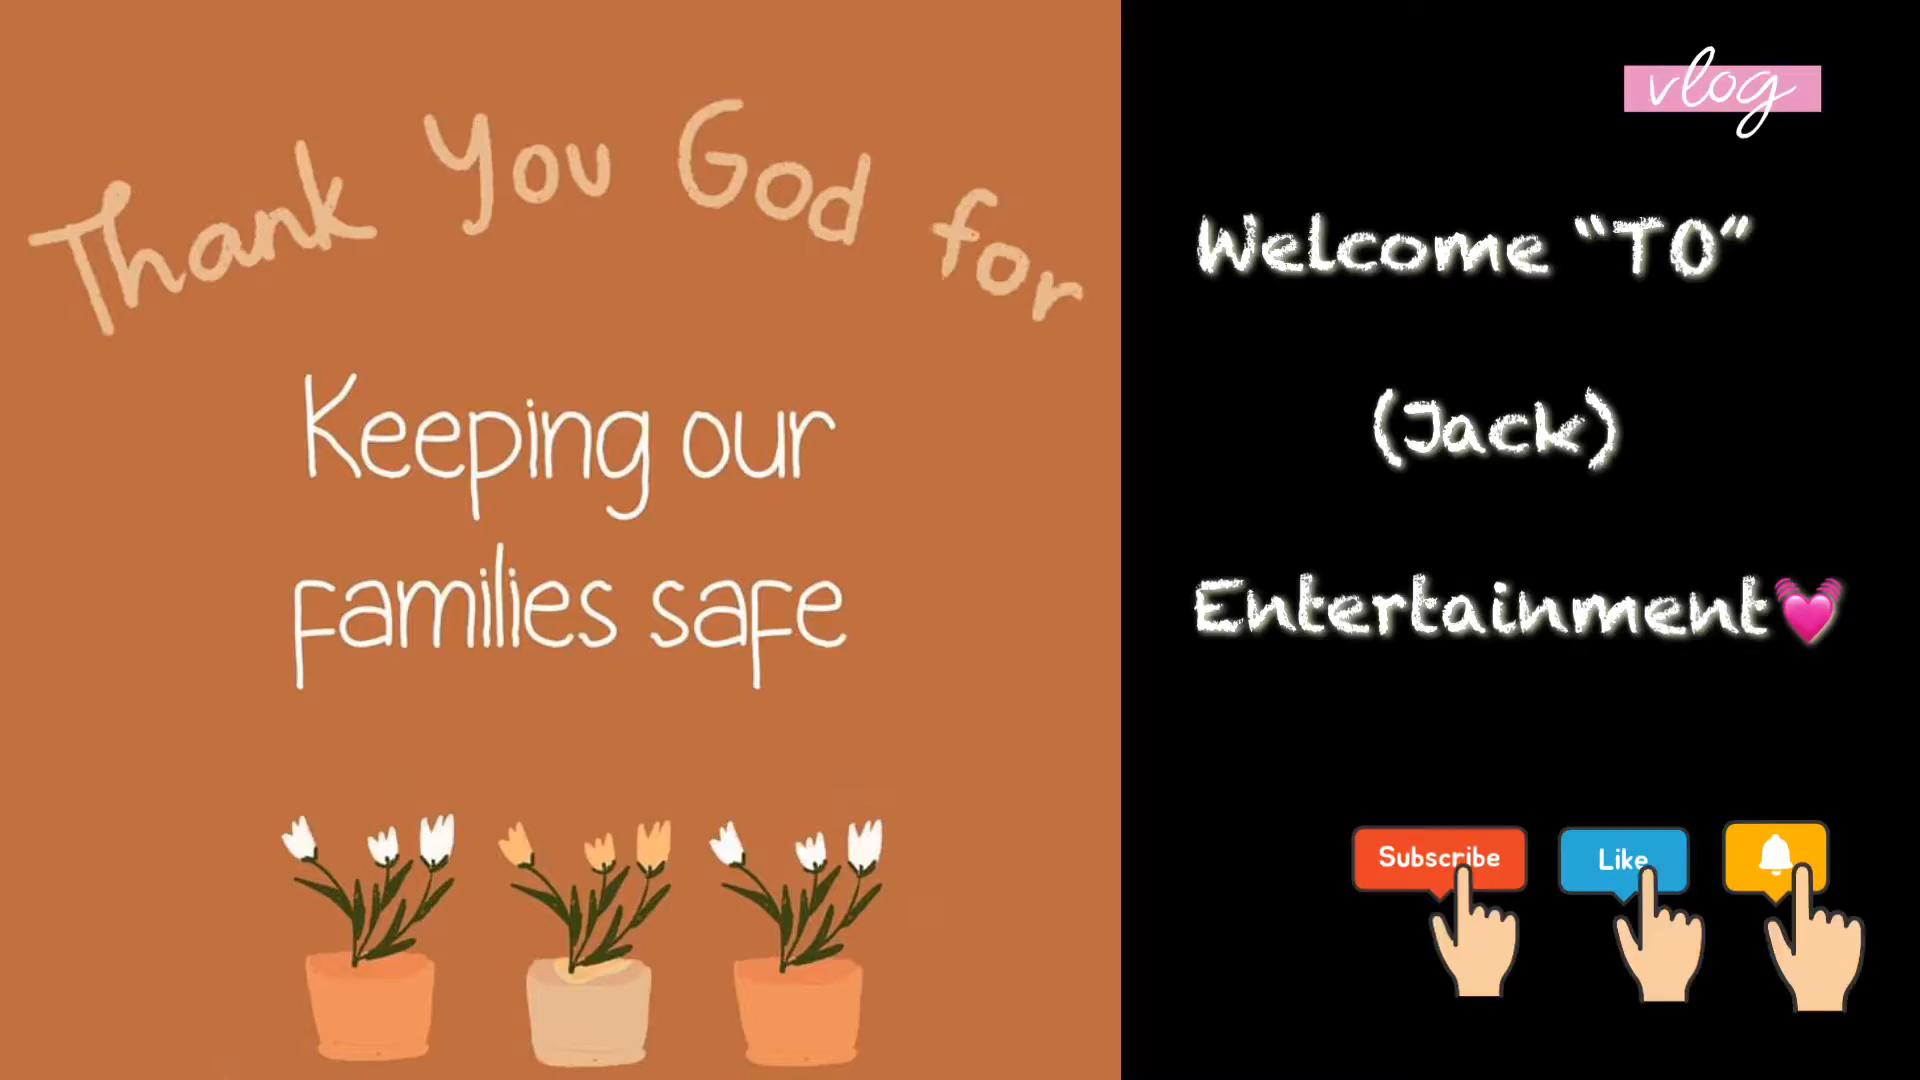 Thank You God for
Keeping our
families safe
vlog
Welcome “TO”
(Jack)
Entertainment💓
Subscribe
Like